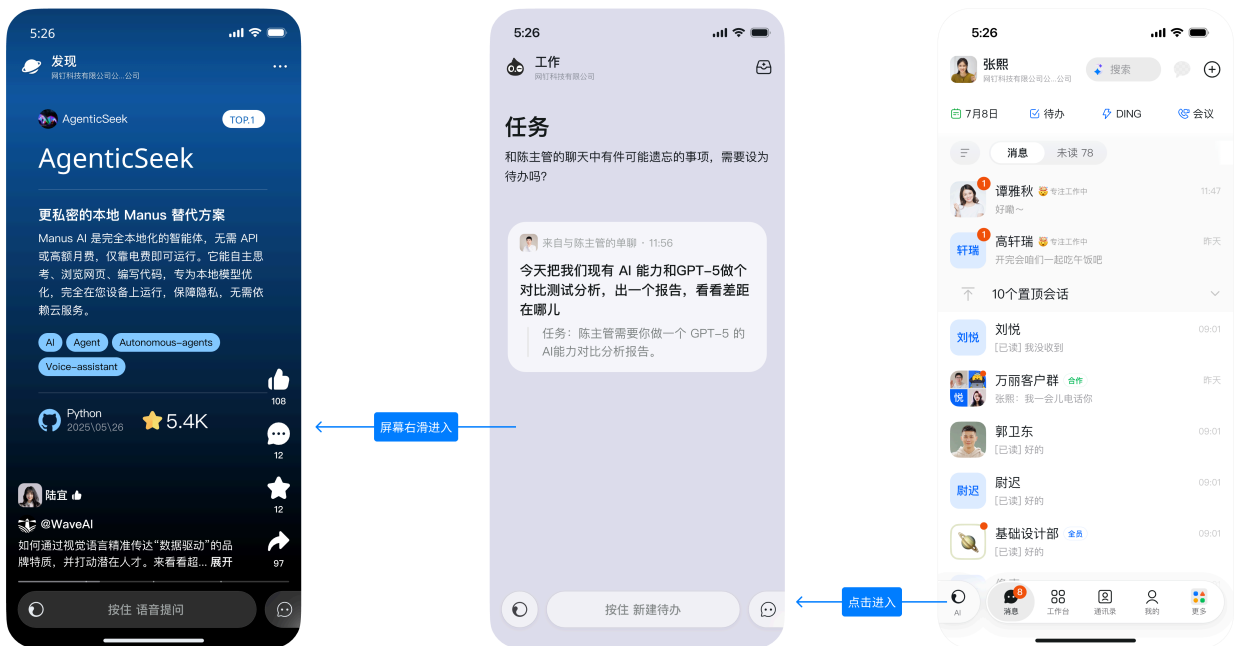 5:26
发现
网钉科技有限公司公...公司
AgenticSeek
TOP.1
AgenticSeek
更私密的本地 Manus 替代方案
Manus AI 是完全本地化的智能体，无需 API
或高额月费，仅靠电费即可运行。它能自主思
考、浏览网页、编写代码，专为本地模型优
化，完全在您设备上运行，保障隐私，无需依
赖云服务。
AI
Agent
Autonomous-agents
Voice-assistant
108
Python
2025\05\26
5.4K
12
12
陆宜
@WaveAI
如何通过视觉语言精准传达“数据驱动”的品
牌特质，并打动潜在人才。来看看超... 展开
97
按住 语音提问
屏幕右滑进入
5:26
工作
网钉科技有限公司
任务
和陈主管的聊天中有件可能遗忘的事项，需要设为
待办吗?
来自与陈主管的单聊 · 11:56
今天把我们现有 AI 能力和GPT-5做个
对比测试分析，出一个报告，看看差距
在哪儿
任务：陈主管需要你做一个 GPT-5 的
AI能力对比分析报告。
按住 新建待办
点击进入
5:26
张熙
网钉科技有限公司公...公司
搜索
7月8日
待办
DING
会议
消息
未读 78
1
谭雅秋
专注工作中
11:47
好嘞～
轩瑞
1
高轩瑞
专注工作中
昨天
开完会咱们一起吃午饭吧
10个置顶会话
刘悦
刘悦
09:01
[已读] 我没收到
悦
万丽客户群
合作
昨天
张熙：我一会儿电话你
郭卫东
09:01
[已读] 好的
尉迟
尉迟
09:01
[已读] 好的
基础设计部
全员
09:01
[已读] 好的
AI
8
消息
工作台
通讯录
我的
更多